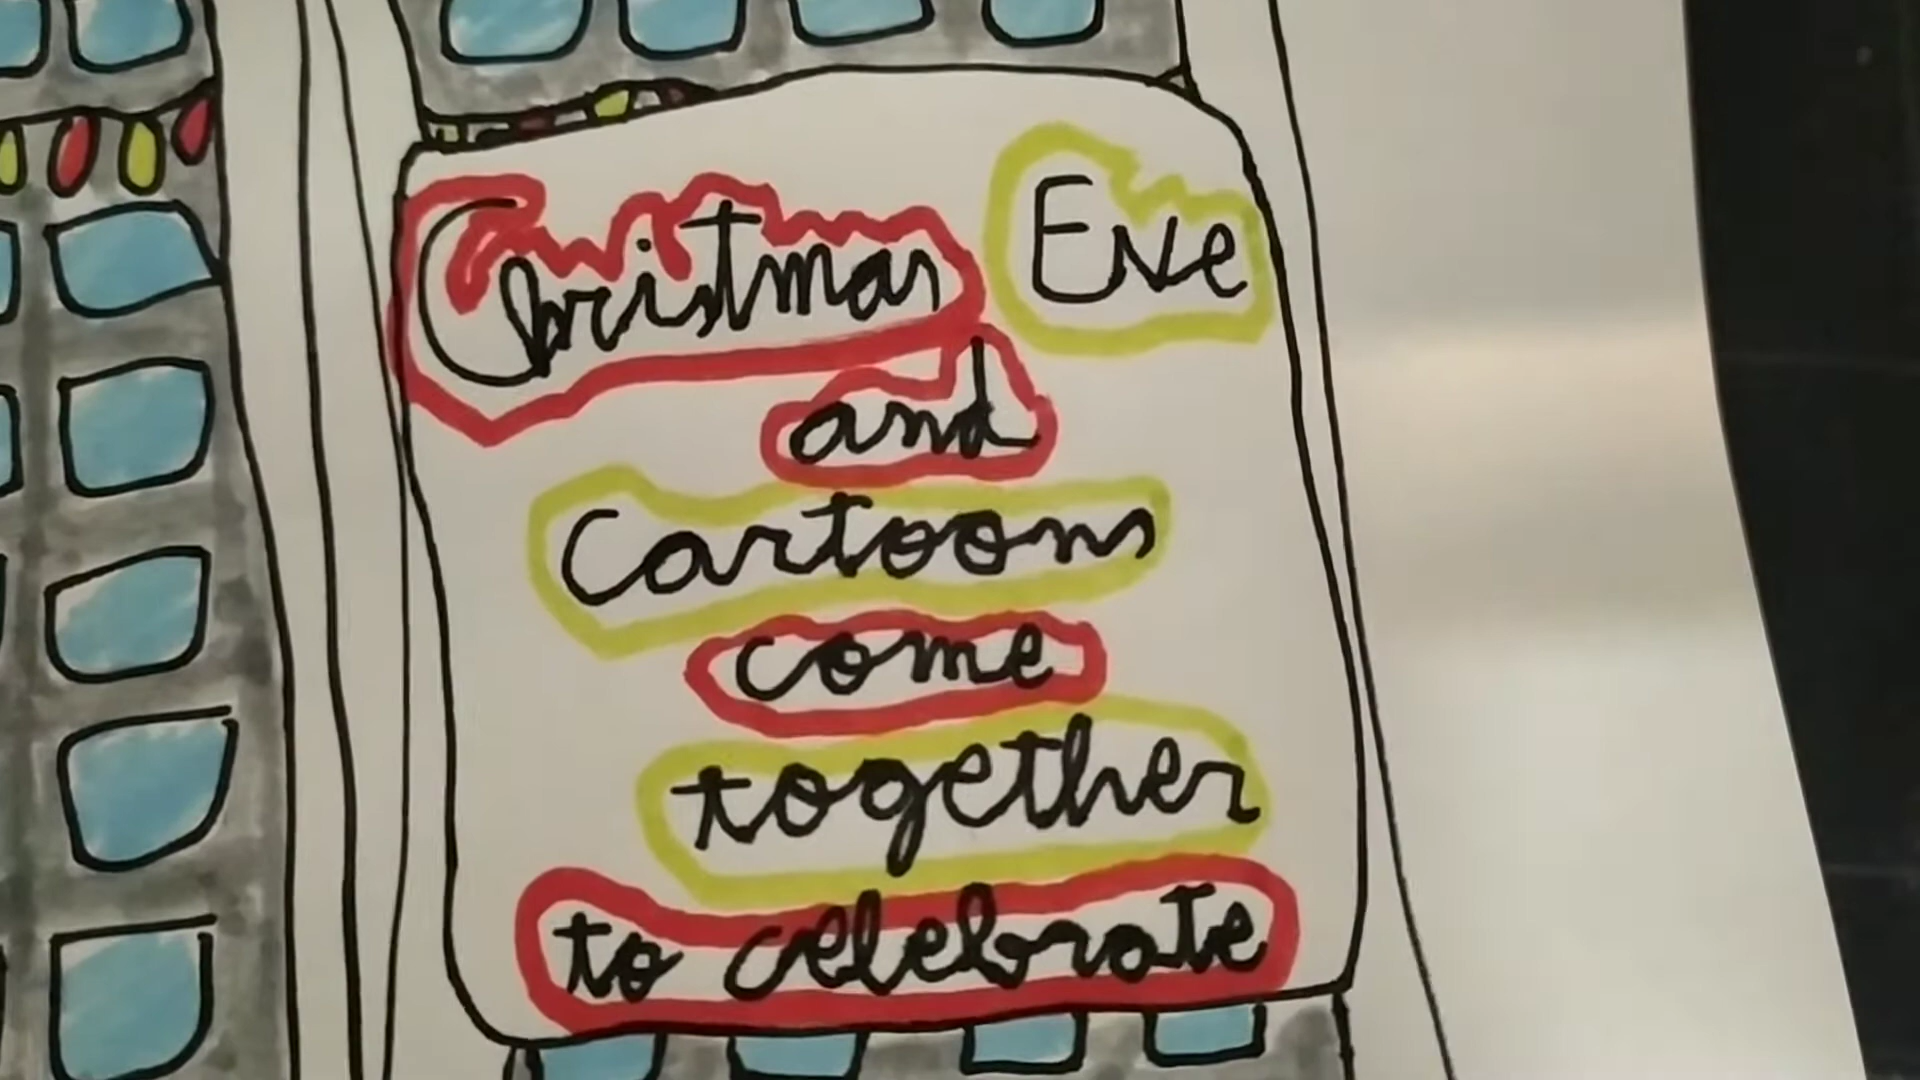 Christmas Eve
and
Cartoons
come
together
to celebrate